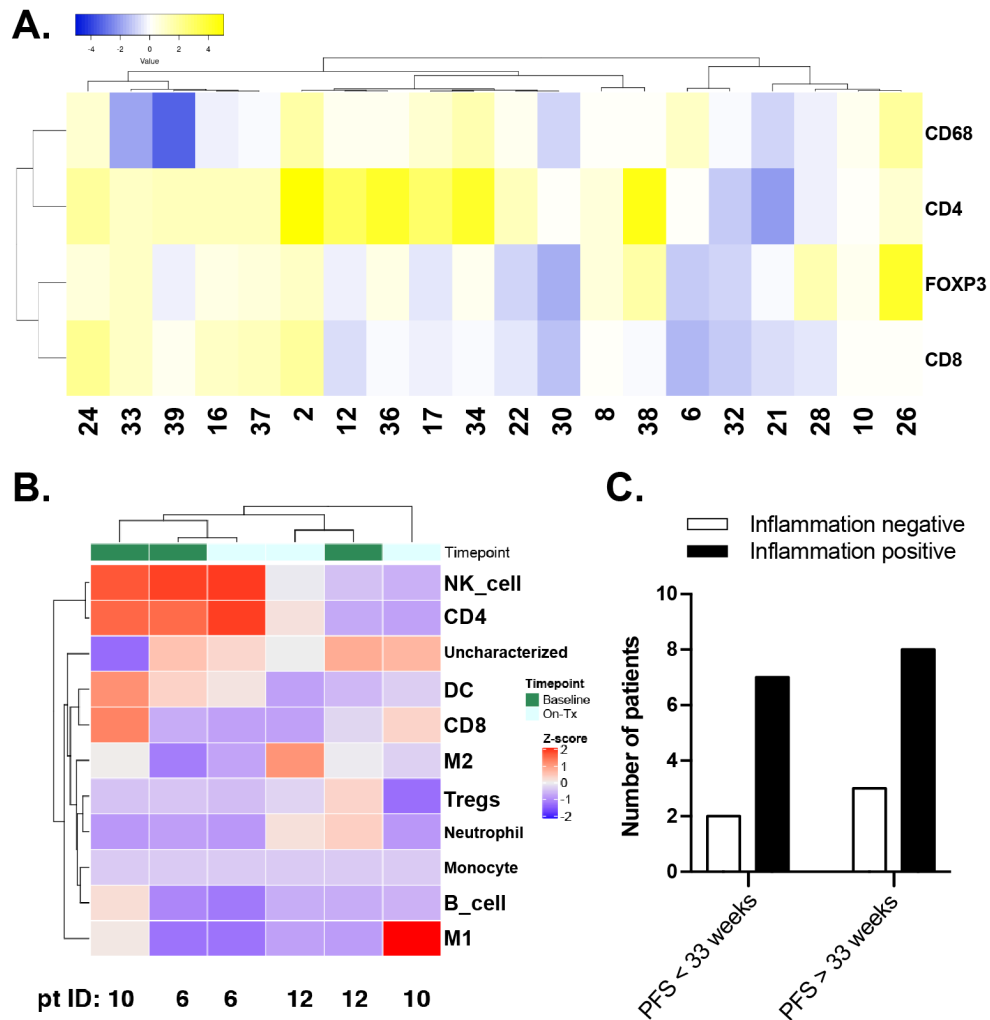 A.
-4 -2 0 2 4
Value
CD68
CD4
FOXP3
CD8
24 33 39 16 37 2 12 36 17 34 22 30 8 38 6 32 21 28 10 26
B.
Timepoint
NK_cell
CD4
Uncharacterized
DC
CD8
M2
Tregs
Neutrophil
Monocyte
B_cell
M1
Timepoint
Baseline
On-Tx
Z-score
2
1
0
-1
-2
pt ID: 10 6 6 12 12 10
C.
Inflammation negative
Inflammation positive
Number of patients
10
8
6
4
2
0
PFS < 33 weeks
PFS > 33 weeks